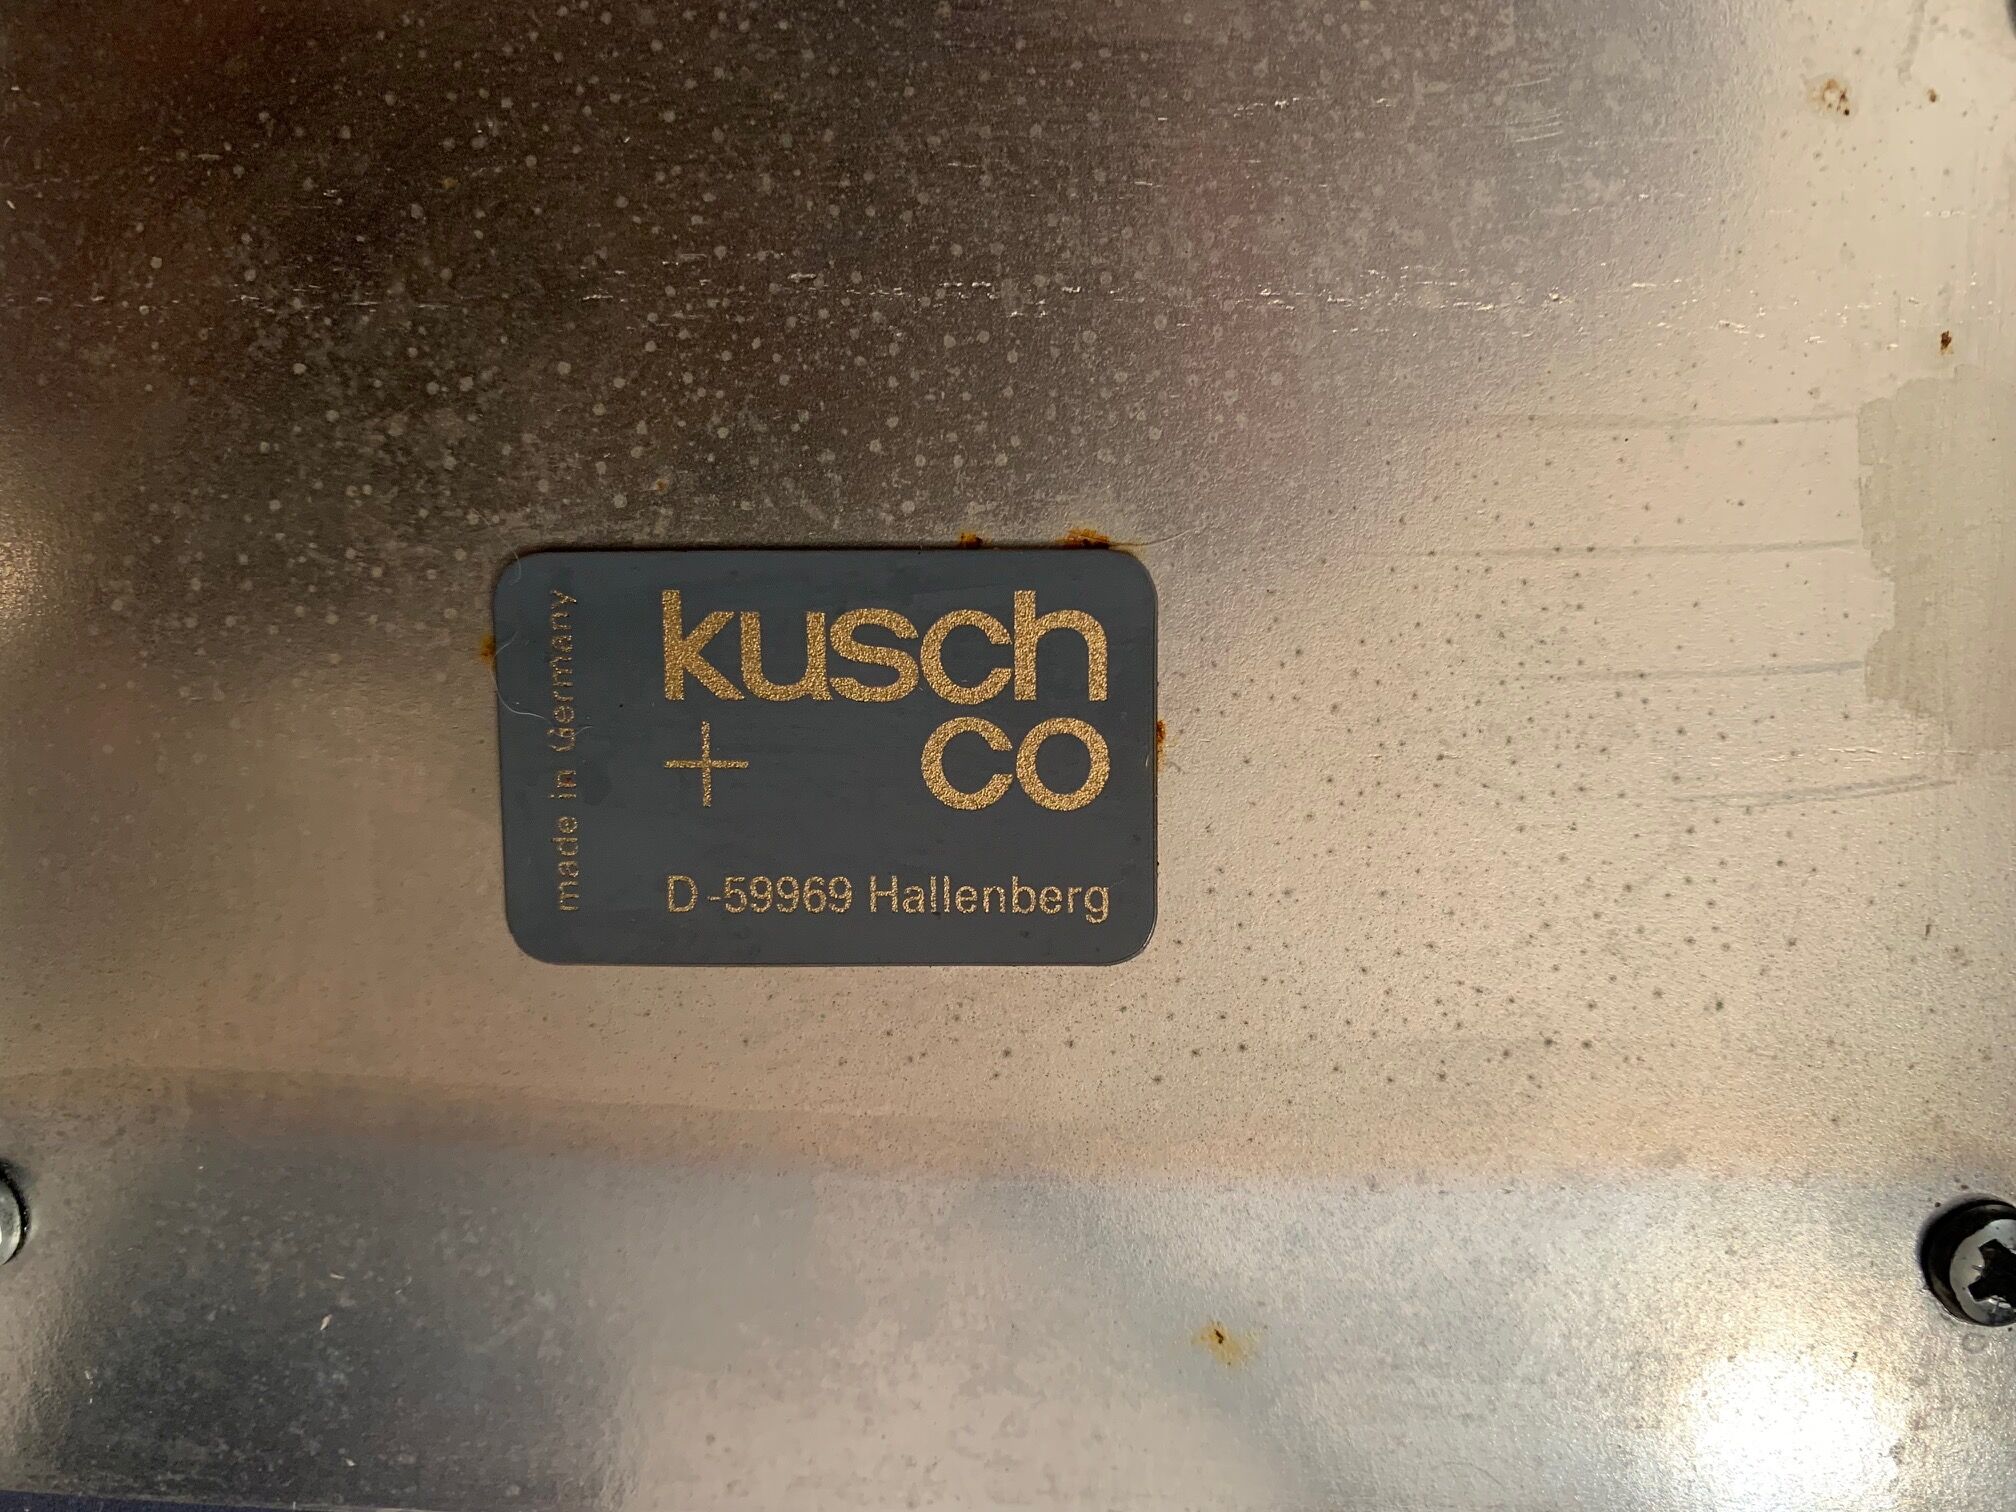 made in Germany
kusch
+ co
D-59969 Hallenberg